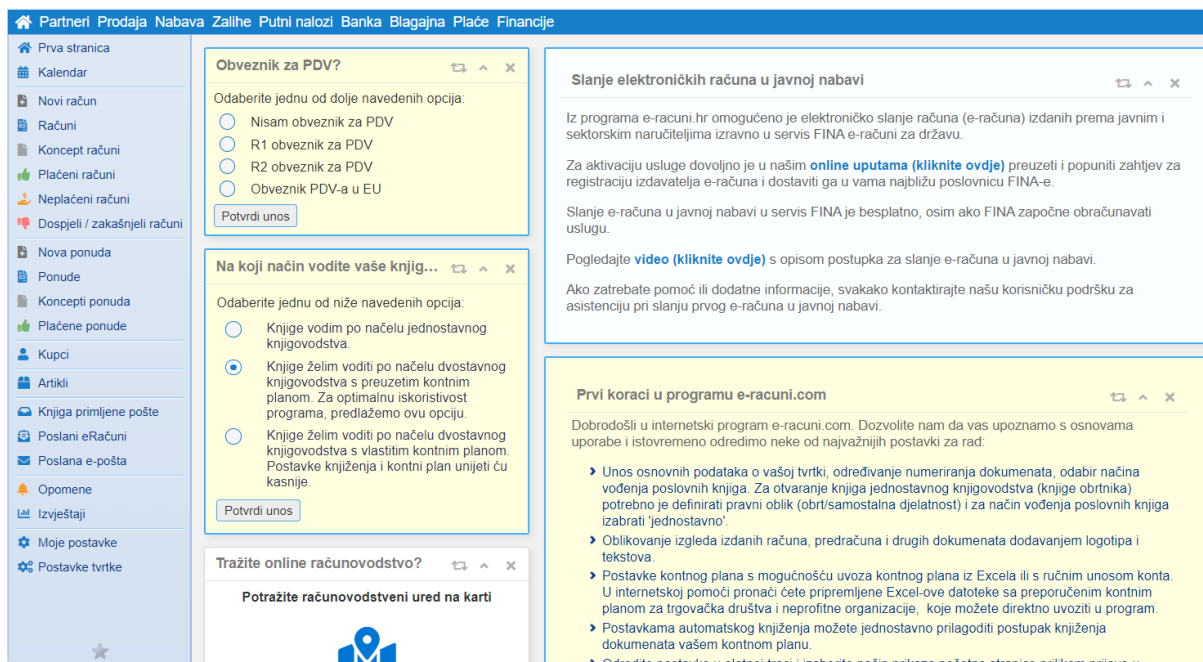 Partneri Prodaja Nabava Zalihe Putni nalozi Banka Blagajna Plaće Financije
Prva stranica
Kalendar
Novi račun
Računi
Koncept računi
Plaćeni računi
Neplaćeni računi
Dospjeli / zakašnjeli računi
Nova ponuda
Ponude
Koncepti ponuda
Plaćene ponude
Kupci
Artikli
Knjiga primljene pošte
Poslani eRačuni
Poslana e-pošta
Opomene
Izvještaji
Moje postavke
Postavke tvrtke
Obveznik za PDV?
Odaberite jednu od dolje navedenih opcija:
Nisam obveznik za PDV
R1 obveznik za PDV
R2 obveznik za PDV
Obveznik PDV-a u EU
Potvrdi unos
Na koji način vodite vaše knjig...
Odaberite jednu od niže navedenih opcija:
Knjige vodim po načelu jednostavnog
knjigovodstva.
Knjige želim voditi po načelu dvostavnog
knjigovodstva s preuzetim kontnim
planom. Za optimalnu iskoristivost
programa, predlažemo ovu opciju.
Knjige želim voditi po načelu dvostavnog
knjigovodstva s vlastitim kontnim planom.
Postavke knjiženja i kontni plan unijeti ću
kasnije.
Potvrdi unos
Tražite online računovodstvo?
Potražite računovodstveni ured na karti
Slanje elektroničkih računa u javnoj nabavi
Iz programa e-racuni.hr omogućeno je elektroničko slanje računa (e-računa) izdanih prema javnim i
sektorskim naručiteljima izravno u servis FINA e-računi za državu.
Za aktivaciju usluge dovoljno je u našim online uputama (kliknite ovdje) preuzeti i popuniti zahtjev za
registraciju izdavatelja e-računa i dostaviti ga u vama najbližu poslovnicu FINA-e.
Slanje e-računa u javnoj nabavi u servis FINA je besplatno, osim ako FINA započne obračunavati
uslugu.
Pogledajte video (kliknite ovdje) s opisom postupka za slanje e-računa u javnoj nabavi.
Ako zatrebate pomoć ili dodatne informacije, svakako kontaktirajte našu korisničku podršku za
asistenciju pri slanju prvog e-računa u javnoj nabavi.
Prvi koraci u programu e-racuni.com
Dobrodošli u internetski program e-racuni.com. Dozvolite nam da vas upoznamo s osnovama
uporabe i istovremeno odredimo neke od najvažnijih postavki za rad:
Unos osnovnih podataka o vašoj tvrtki, određivanje numeriranja dokumenata, odabir načina
vođenja poslovnih knjiga. Za otvaranje knjiga jednostavnog knjigovodstva (knjige obrtnika)
potrebno je definirati pravni oblik (obrt/samostalna djelatnost) i za način vođenja poslovnih knjiga
izabrati 'jednostavno'.
Oblikovanje izgleda izdanih računa, predračuna i drugih dokumenata dodavanjem logotipa i
tekstova.
Postavke kontnog plana s mogućnošću uvoza kontnog plana iz Excela ili s ručnim unosom konta.
U internetskoj pomoći pronaći ćete pripremljene Excel-ove datoteke sa preporučenim kontnim
planom za trgovačka društva i neprofitne organizacije, koje možete direktno uvoziti u program.
Postavkama automatskog knjiženja možete jednostavno prilagoditi postupak knjiženja
dokumenata vašem kontnom planu.